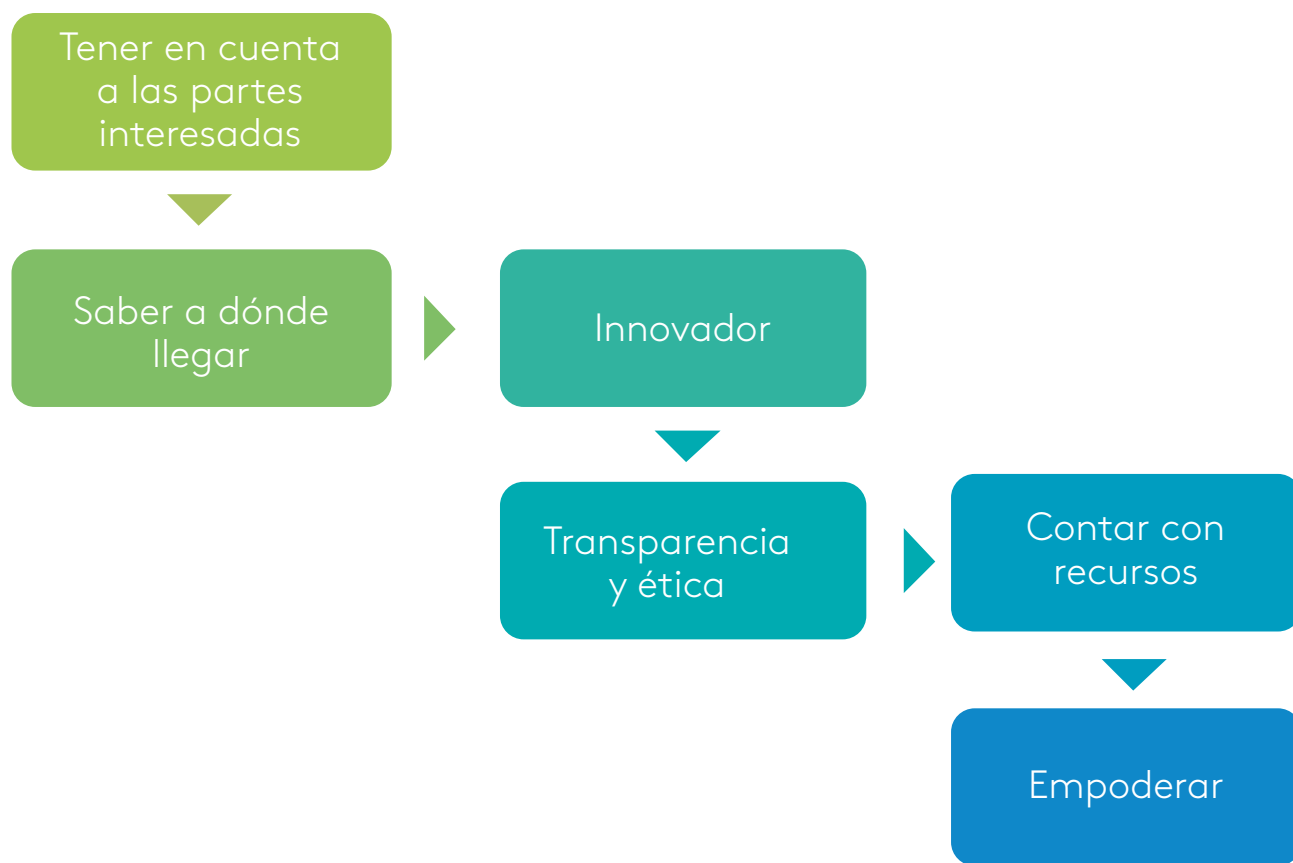 Tener en cuenta
a las partes
interesadas
Saber a dónde
llegar
Innovador
Transparencia
y ética
Contar con
recursos
Empoderar